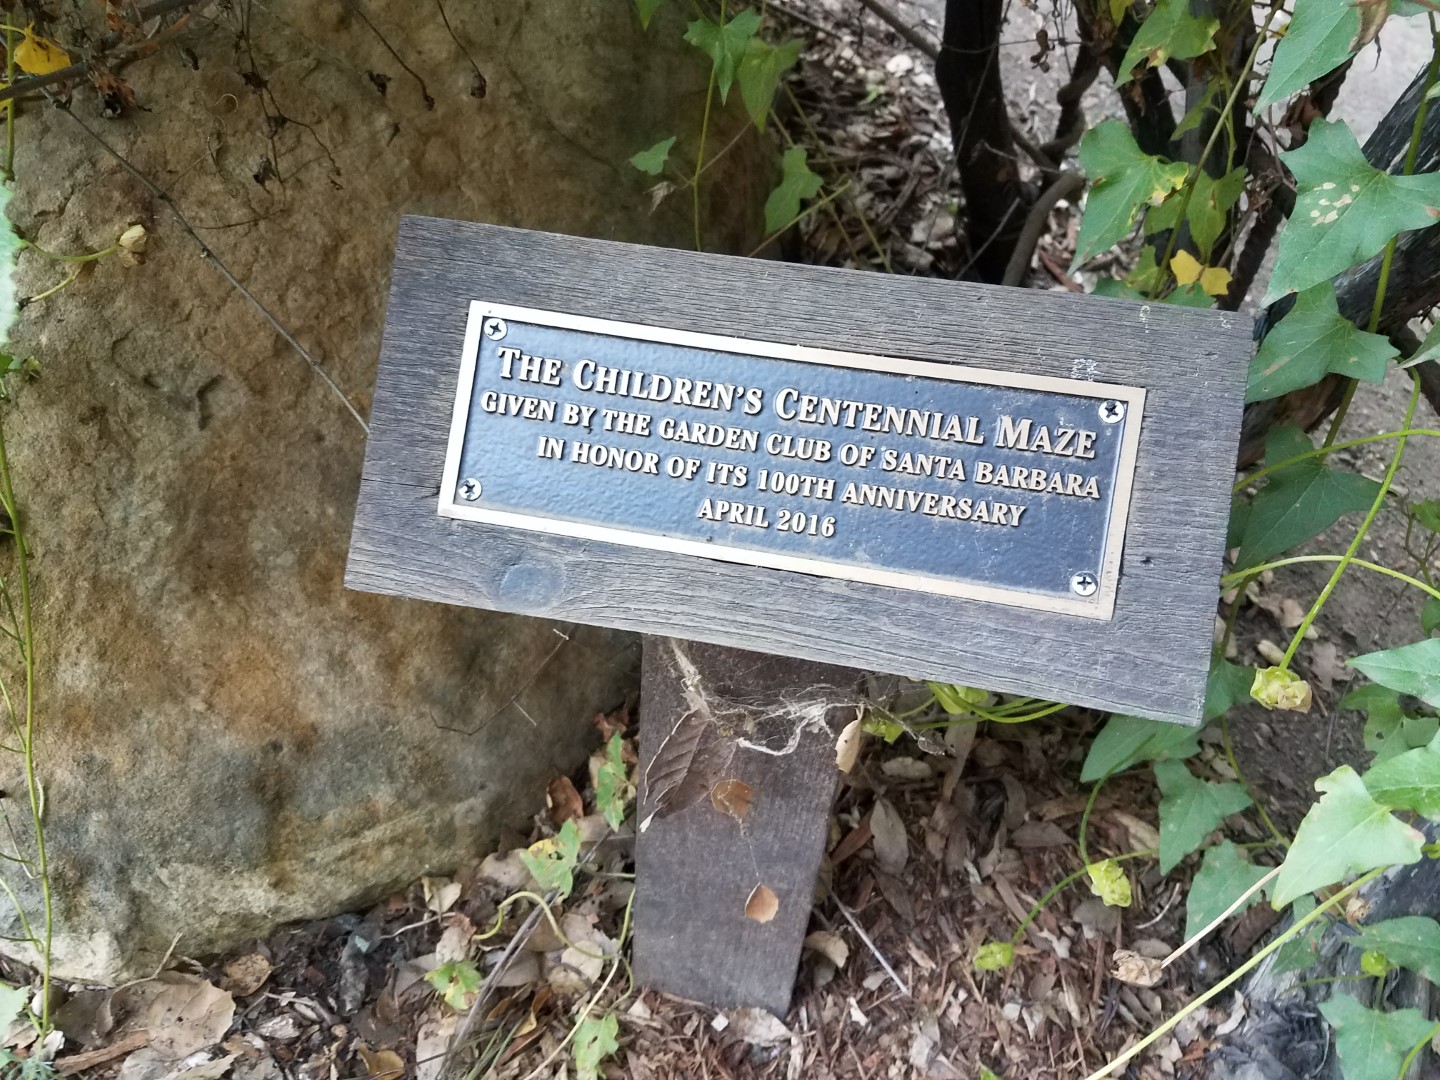 THE CHILDREN'S CENTENNIAL MAZE
GIVEN BY THE GARDEN CLUB OF SANTA BARBARA
IN HONOR OF ITS 100TH ANNIVERSARY
APRIL 2016